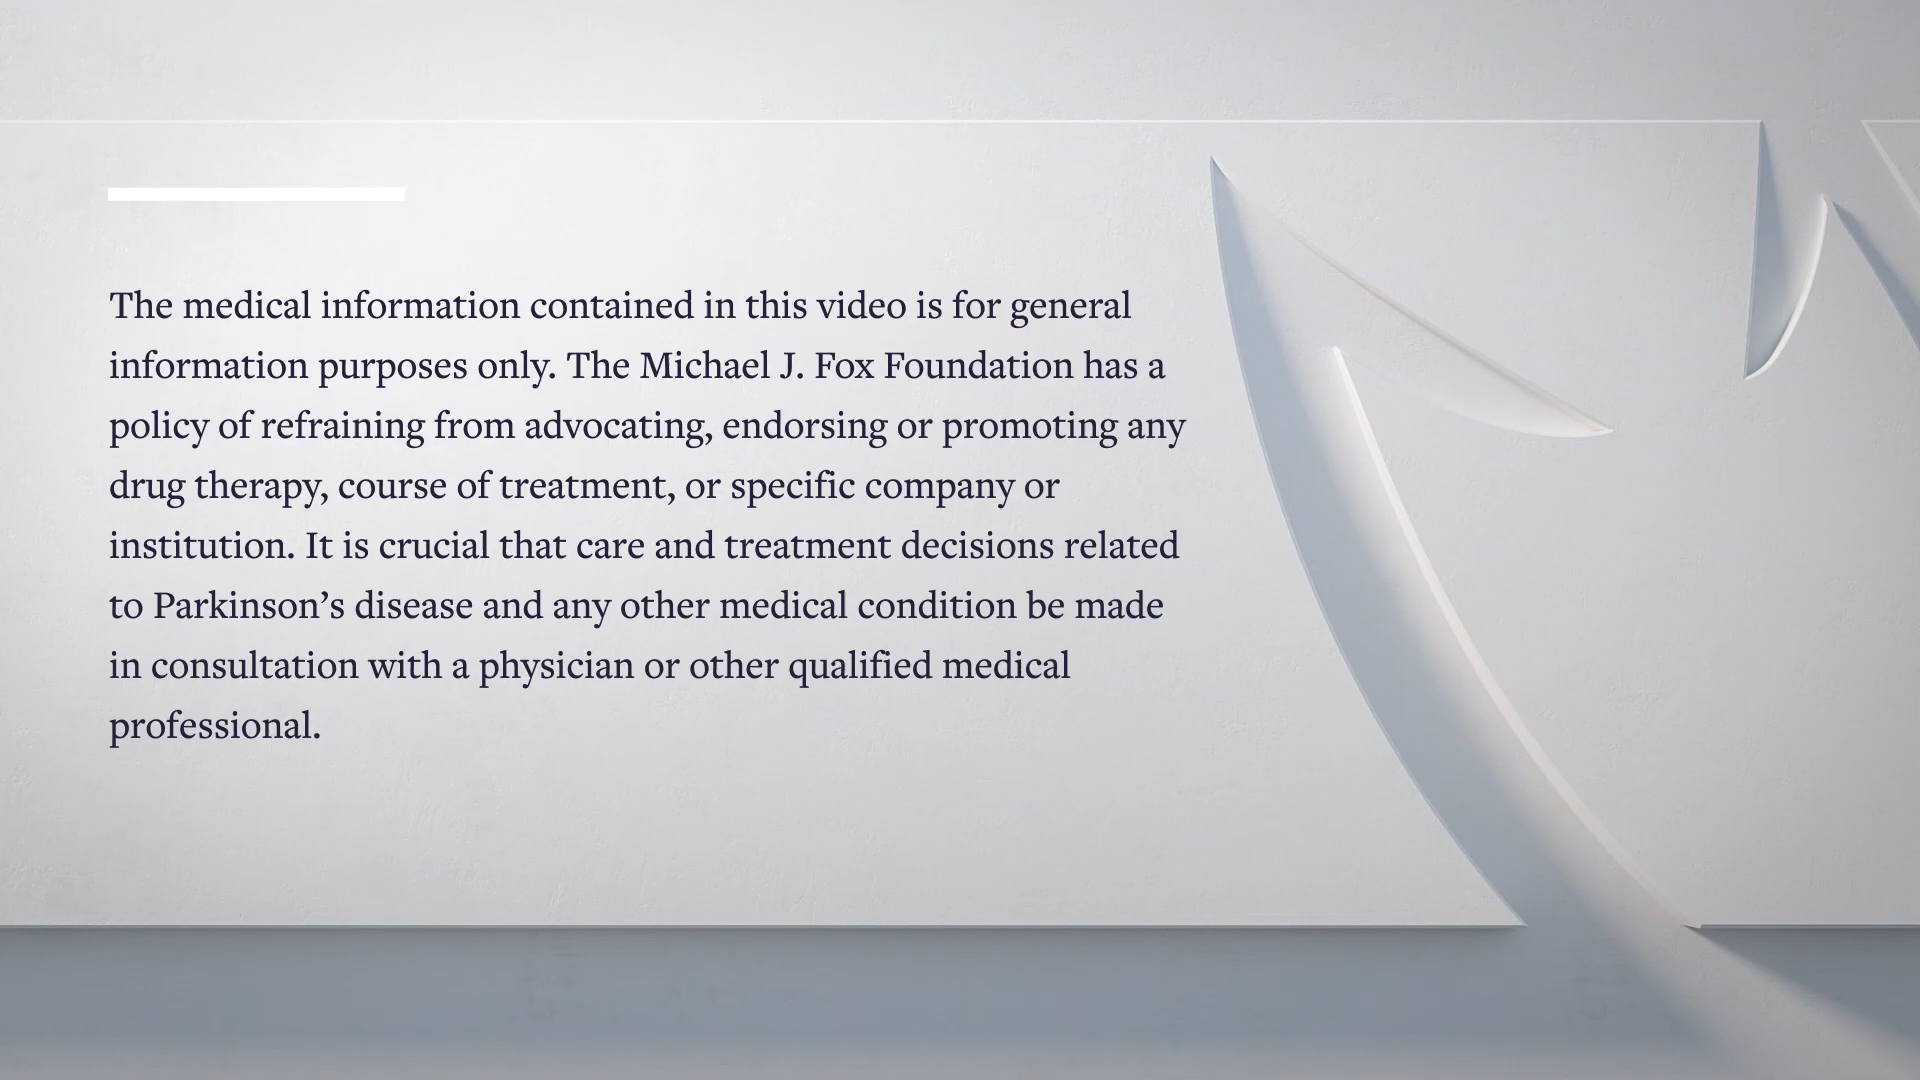 The medical information contained in this video is for general
information purposes only. The Michael J. Fox Foundation has a
policy of refraining from advocating, endorsing or promoting any
drug therapy, course of treatment, or specific company or
institution. It is crucial that care and treatment decisions related
to Parkinson’s disease and any other medical condition be made
in consultation with a physician or other qualified medical
professional.